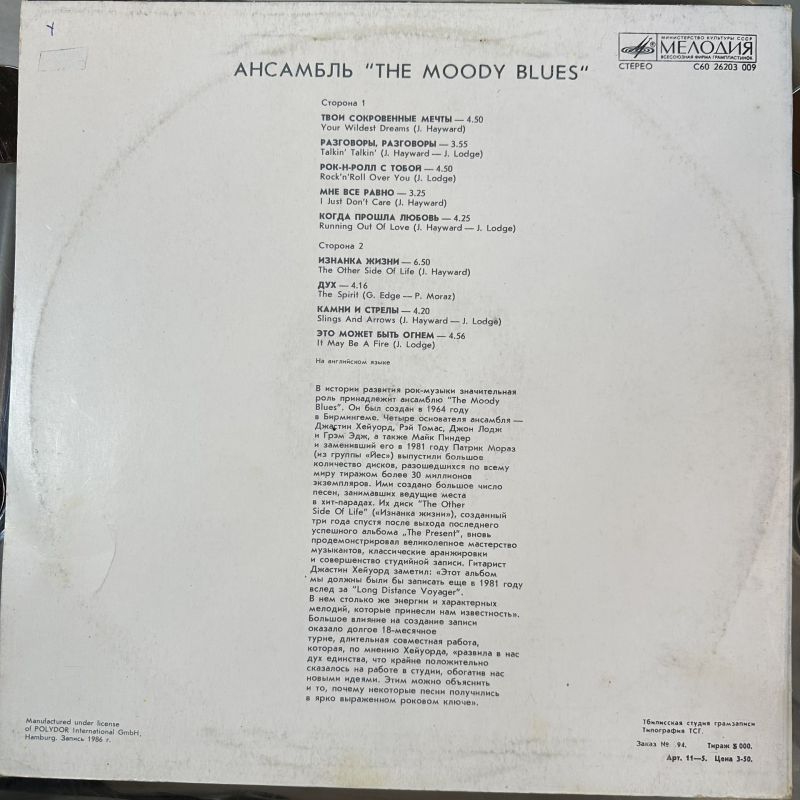 МИНИСТЕРСТВО КУЛЬТУРЫ СССР
МЕЛОДИЯ
ВСЕСОЮЗНАЯ ФИРМА ГРАМПЛАСТИНОК
СТЕРЕО С60 26203 009
АНСАМБЛЬ "THE MOODY BLUES"
Сторона 1
ТВОИ СОКРОВЕННЫЕ МЕЧТЫ — 4.50
Your Wildest Dreams (J. Hayward)
РАЗГОВОРЫ, РАЗГОВОРЫ — 3.55
Talkin' Talkin' (J. Hayward — J. Lodge)
РОК-Н-РОЛЛ С ТОБОЙ — 4.50
Rock'n'Roll Over You (J. Lodge)
МНЕ ВСЕ РАВНО — 3.25
I Just Don't Care (J. Hayward)
КОГДА ПРОШЛА ЛЮБОВЬ — 4.25
Running Out Of Love (J. Hayward — J. Lodge)
Сторона 2
ИЗНАНКА ЖИЗНИ — 6.50
The Other Side Of Life (J. Hayward)
ДУХ — 4.16
The Spirit (G. Edge — P. Moraz)
КАМНИ И СТРЕЛЫ — 4.20
Slings And Arrows (J. Hayward — J. Lodge)
ЭТО МОЖЕТ БЫТЬ ОГНЕМ — 4.56
It May Be A Fire (J. Lodge)
На английском языке
В истории развития рок-музыки значительная
роль принадлежит ансамблю "The Moody
Blues". Он был создан в 1964 году
в Бирмингеме. Четыре основателя ансамбля —
Джастин Хейуорд, Рэй Томас, Джон Лодж
и Грэм Эдж, а также Майк Пиндер
и заменивший его в 1981 году Патрик Мораз
(из группы «Йес») выпустили большое
количество дисков, разошедшихся по всему
миру тиражом более 30 миллионов
экземпляров. Ими создано большое число
песен, занимавших ведущие места
в хит-парадах. Их диск "The Other
Side Of Life" («Изнанка жизни»), созданный
три года спустя после выхода последнего
успешного альбома „The Present", вновь
продемонстрировал великолепное мастерство
музыкантов, классические аранжировки
и совершенство студийной записи. Гитарист
Джастин Хейуорд заметил: «Этот альбом
мы должны были бы записать еще в 1981 году
вслед за "Long Distance Voyager".
В нем столько же энергии и характерных
мелодий, которые принесли нам известность».
Большое влияние на создание записи
оказало долгое 18-месячное
турне, длительная совместная работа,
которая, по мнению Хейуорда, «развила в нас
дух единства, что крайне положительно
сказалось на работе в студии, обогатив нас
новыми идеями. Этим можно объяснить
и то, почему некоторые песни получились
в ярко выраженном роковом ключе».
Manufactured under license
of POLYDOR International GmbH,
Hamburg. Запись 1986 г.
Тбилисская студия грамзаписи
Типография ТСГ.
Заказ № 94. Тираж 5 000.
Арт. 11—5. Цена 3-50.